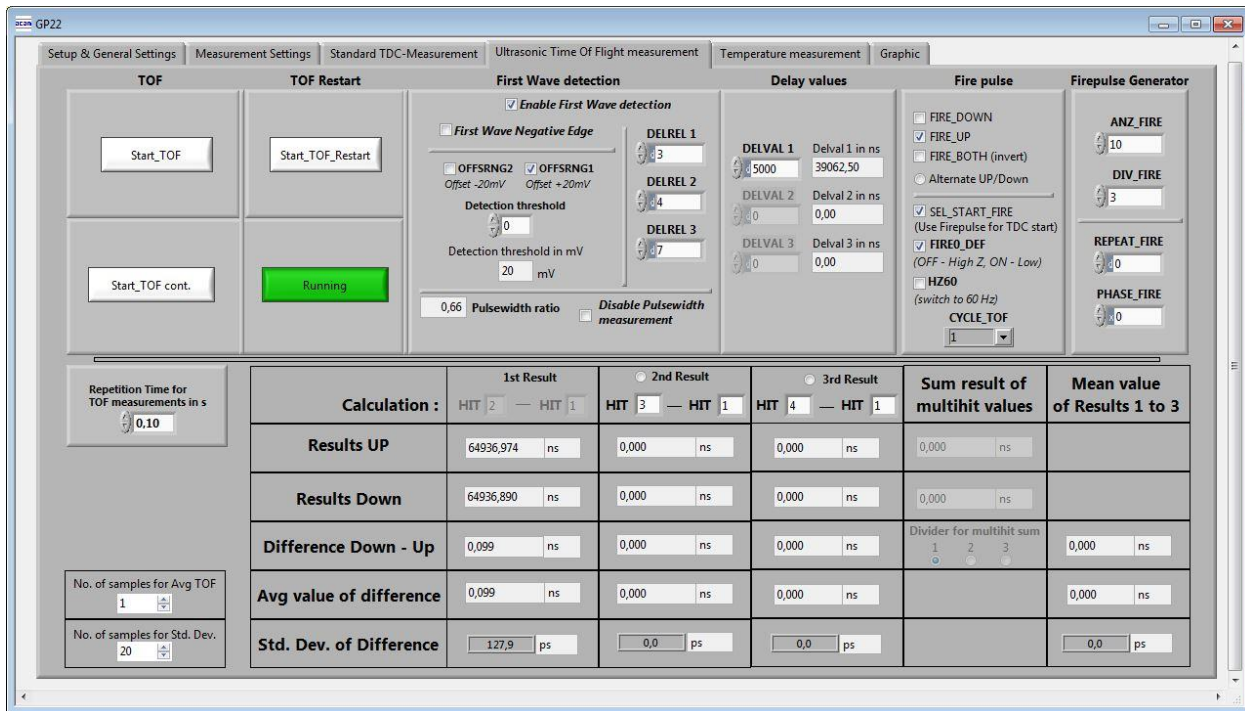 acam GP22
Setup & General Settings Measurement Settings Standard TDC-Measurement Ultrasonic Time Of Flight measurement Temperature measurement Graphic
TOF TOF Restart First Wave detection Delay values Fire pulse Firepulse Generator
Start_TOF
Start_TOF_Restart
Start_TOF cont.
Running
Enable First Wave detection
First Wave Negative Edge
OFFSRNG2 OFFSRNG1
Offset -20mV Offset +20mV
Detection threshold
0
Detection threshold in mV
20 mV
0,66 Pulsewidth ratio
Disable Pulsewidth
measurement
DELREL 1
d 3
DELREL 2
d 4
DELREL 3
d 7
DELVAL 1 Delval 1 in ns
d 5000 39062,50
DELVAL 2 Delval 2 in ns
d 0 0,00
DELVAL 3 Delval 3 in ns
d 0 0,00
FIRE_DOWN
FIRE_UP
FIRE_BOTH (invert)
Alternate UP/Down
SEL_START_FIRE
(Use Firepulse for TDC start)
FIRE0_DEF
(OFF - High Z, ON - Low)
HZ60
(switch to 60 Hz)
CYCLE_TOF
1
ANZ_FIRE
10
DIV_FIRE
3
REPEAT_FIRE
d 0
PHASE_FIRE
x 0
Repetition Time for
TOF measurements in s
0,10
1st Result 2nd Result 3rd Result Sum result of Mean value
Calculation : HIT 2 — HIT 1 HIT 3 — HIT 1 HIT 4 — HIT 1 multihit values of Results 1 to 3
Results UP 64936,974 ns 0,000 ns 0,000 ns 0,000 ns
Results Down 64936,890 ns 0,000 ns 0,000 ns 0,000 ns
Divider for multihit sum
1 2 3
Difference Down - Up 0,099 ns 0,000 ns 0,000 ns 0,000 ns
No. of samples for Avg TOF
1
Avg value of difference 0,099 ns 0,000 ns 0,000 ns 0,000 ns
No. of samples for Std. Dev.
20
Std. Dev. of Difference 127,9 ps 0,0 ps 0,0 ps 0,0 ps